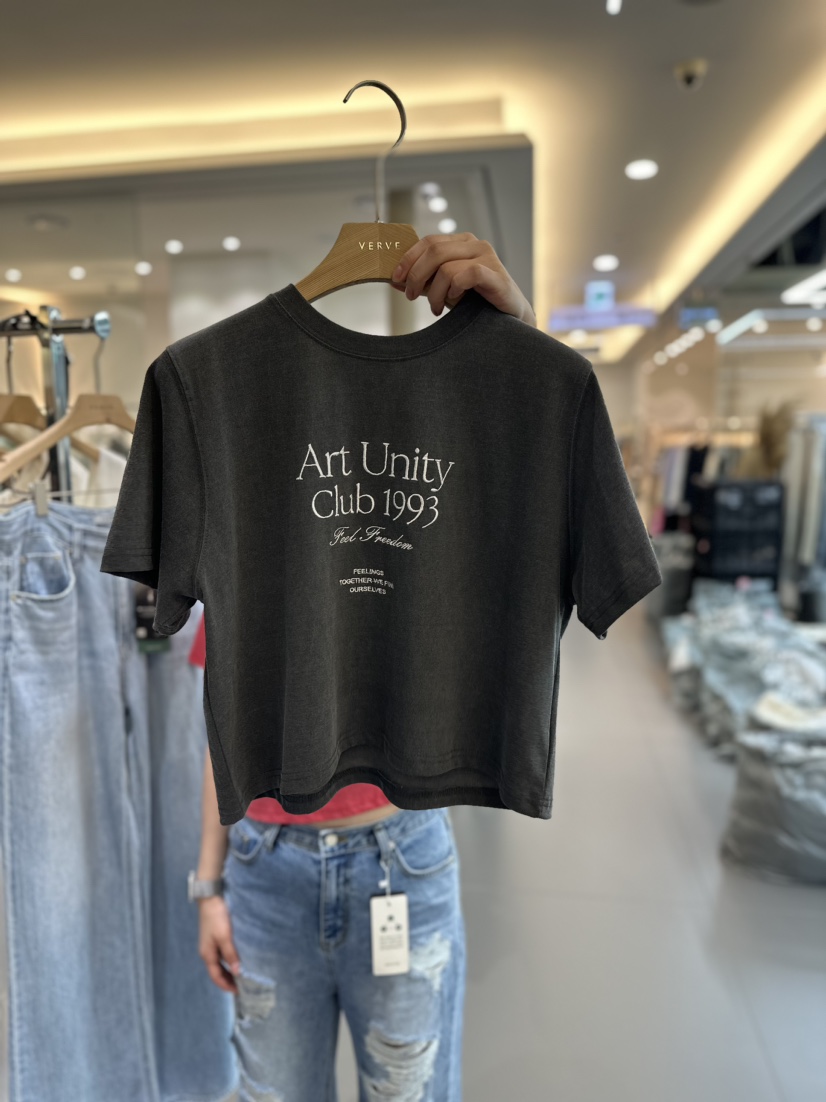 VERVE
Art Unity
Club 1993
Feel Freedom
FEELINGS
TOGETHER WE FIND
OURSELVES